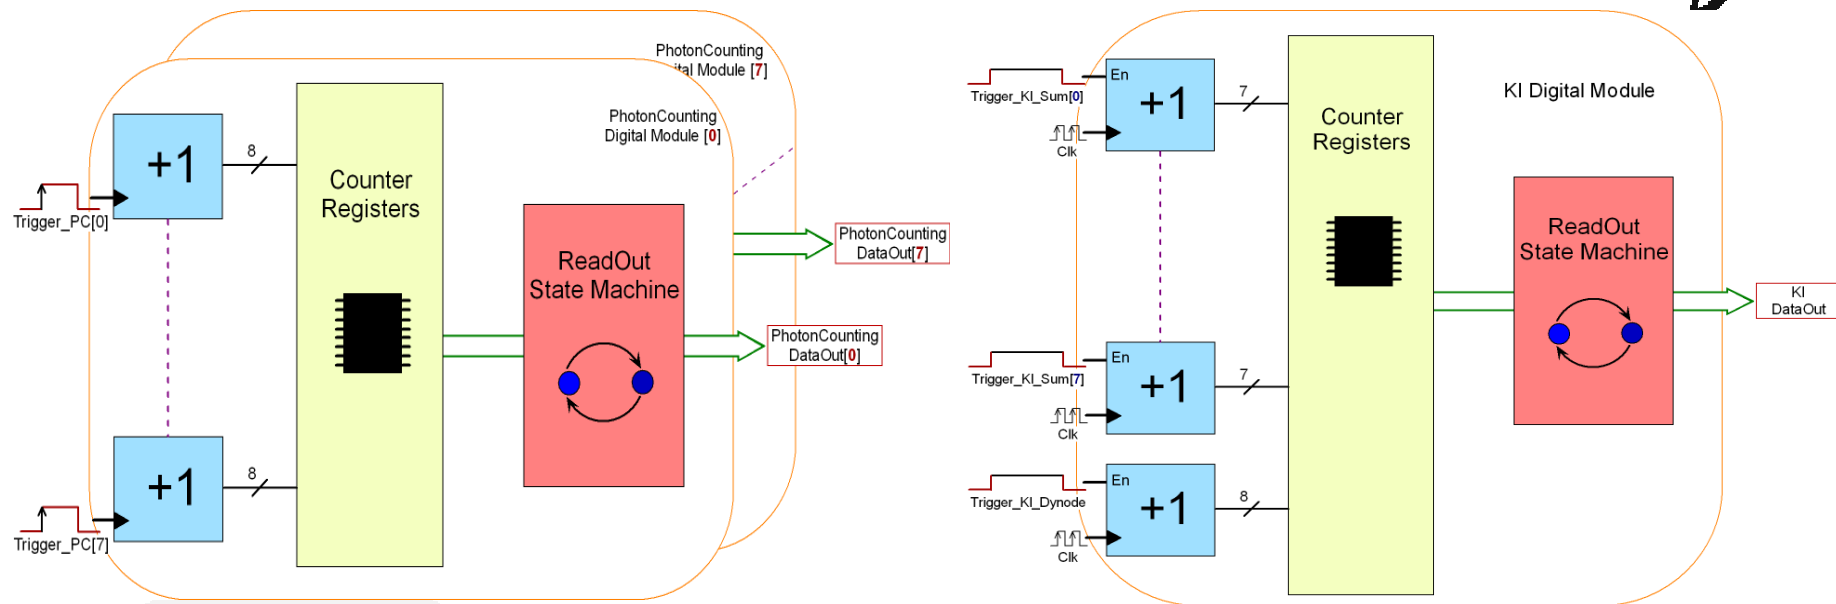 PhotonCounting
ital Module [7]
PhotonCounting
Digital Module [0]
+1
8
Trigger_PC[0]
Counter
Registers
ReadOut
State Machine
PhotonCounting
DataOut[7]
PhotonCounting
DataOut[0]
+1
8
Trigger_PC[7]
KI Digital Module
En
+1
7
Trigger_KI_Sum[0]
Clk
Counter
Registers
ReadOut
State Machine
KI
DataOut
En
+1
7
Trigger_KI_Sum[7]
Clk
En
+1
8
Trigger_KI_Dynode
Clk